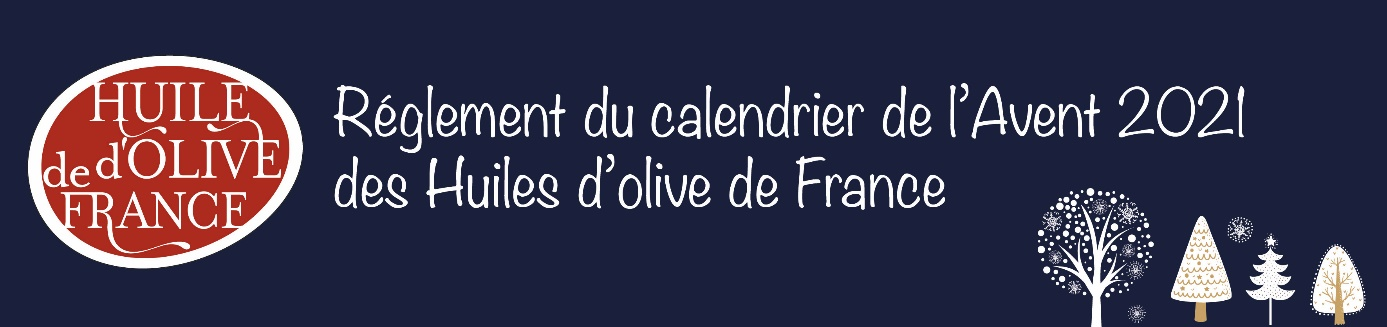 HUILE
d'OLIVE
de FRANCE
Réglement du calendrier de l'Avent 2021
des Huiles d'olive de France